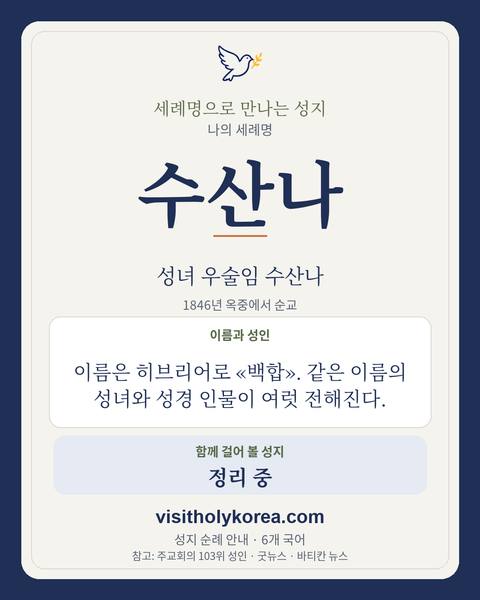 세례명으로 만나는 성지
나의 세례명
수산나
성녀 우술임 수산나
1846년 옥중에서 순교
이름과 성인
이름은 히브리어로 «백합». 같은 이름의
성녀와 성경 인물이 여럿 전해진다.
함께 걸어 볼 성지
정리 중
visitholykorea.com
성지 순례 안내 · 6개 국어
참고: 주교회의 103위 성인 · 굿뉴스 · 바티칸 뉴스